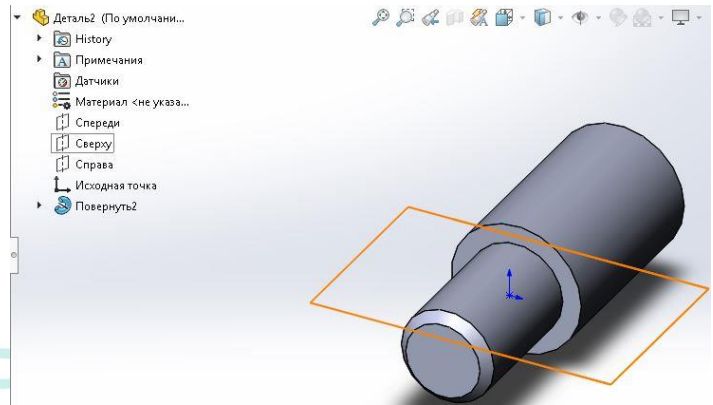 Деталь2 (По умолчани...
History
Примечания
Датчики
Материал <не указа...
Спереди
Сверху
Справа
Исходная точка
Повернуть2